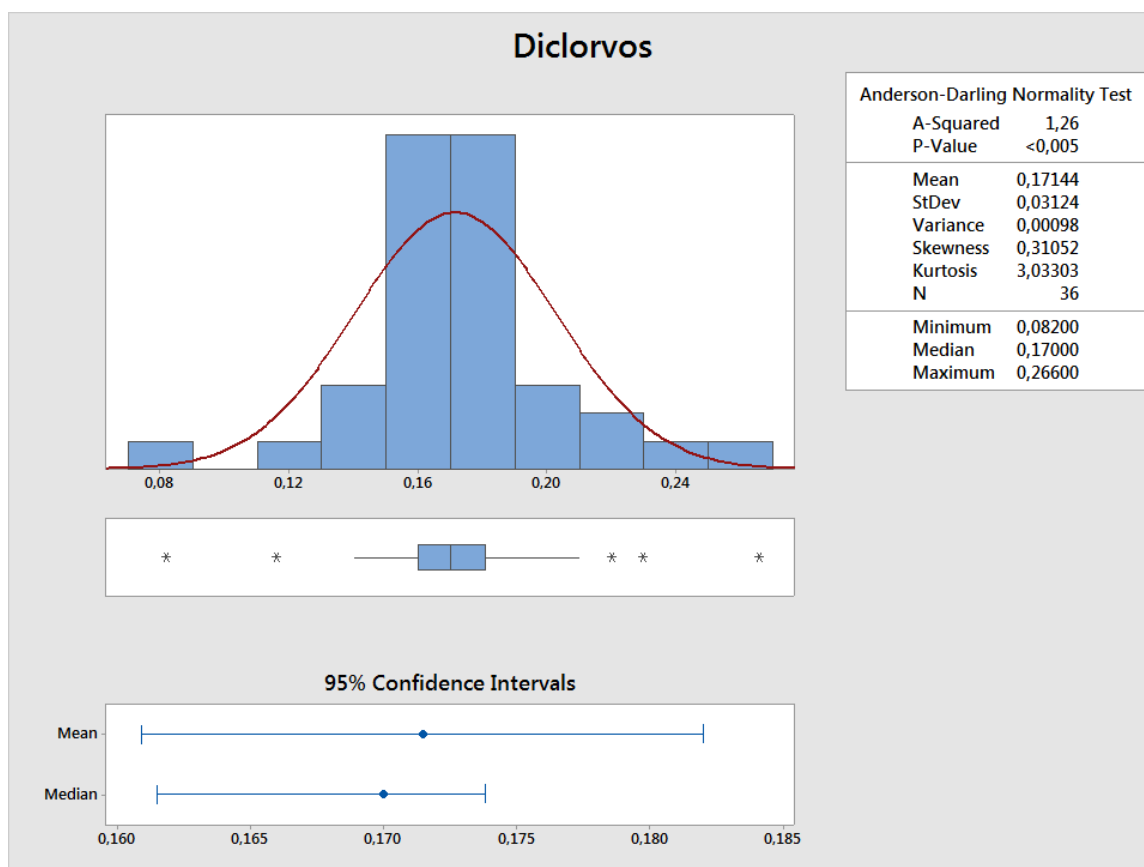 Diclorvos
Anderson-Darling Normality Test
A-Squared 1,26
P-Value <0,005
Mean 0,17144
StDev 0,03124
Variance 0,00098
Skewness 0,31052
Kurtosis 3,03303
N 36
Minimum 0,08200
Median 0,17000
Maximum 0,26600
0,08 0,12 0,16 0,20 0,24
* * * * *
95% Confidence Intervals
Mean
Median
0,160 0,165 0,170 0,175 0,180 0,185